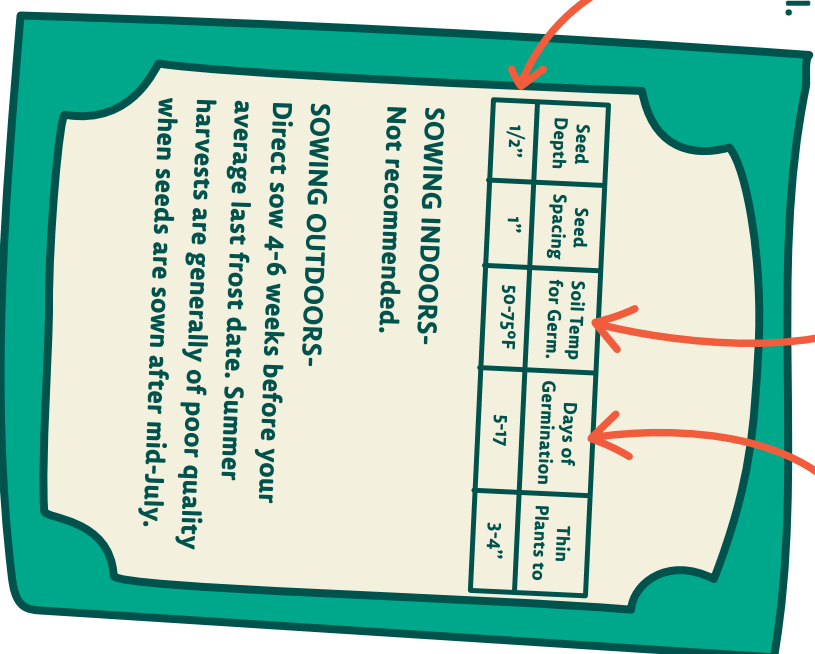 l.
Seed Depth | Seed Spacing | Soil Temp for Germ. | Days of Germination | Thin Plants to
1/2” | 1” | 50-75ºF | 5-17 | 3-4”
SOWING INDOORS-
Not recommended.
SOWING OUTDOORS-
Direct sow 4-6 weeks before your
average last frost date. Summer
harvests are generally of poor quality
when seeds are sown after mid-July.